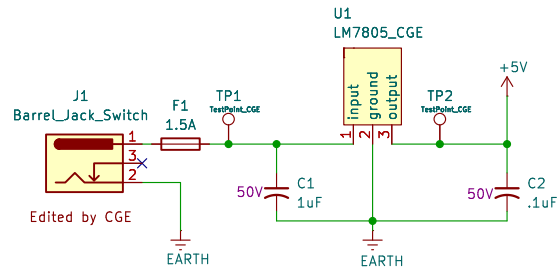 U1
LM7805_CGE
input
ground
output
1
2
3
+5V
J1
Barrel_Jack_Switch
1
3
2
Edited by CGE
F1
1.5A
TP1
TestPoint_CGE
TP2
TestPoint_CGE
50V
C1
1uF
50V
C2
.1uF
EARTH
EARTH